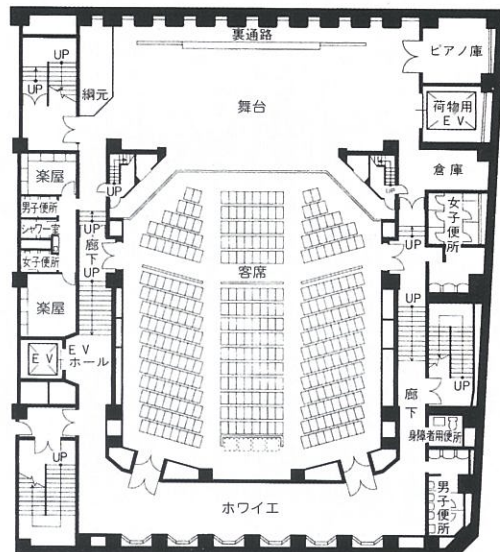 裏通路
ピアノ庫
UP
UP
綱元
舞台
荷物用
EV
倉庫
楽屋
UP
男子便所
シャワー室
女子便所
廊下
UP
UP
女子便所
客席
UP
楽屋
UP
EV
EV
ホール
UP
廊下
身障者用便所
UP
男子便所
ホワイエ